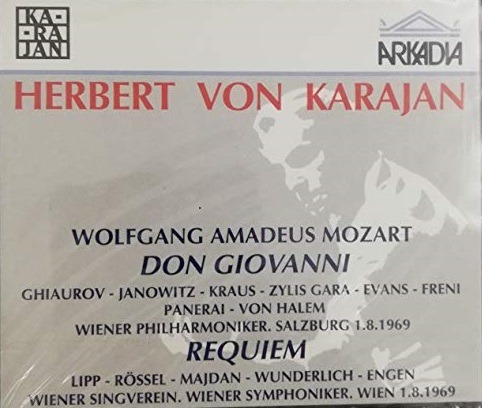 KA-
-RA
JAN
ARKADIA
HERBERT VON KARAJAN
WOLFGANG AMADEUS MOZART
DON GIOVANNI
GHIAUROV - JANOWITZ - KRAUS - ZYLIS GARA - EVANS - FRENI
PANERAI - VON HALEM
WIENER PHILHARMONIKER. SALZBURG 1.8.1969
REQUIEM
LIPP - RÖSSEL - MAJDAN - WUNDERLICH - ENGEN
WIENER SINGVEREIN. WIENER SYMPHONIKER. WIEN 1.8.1969